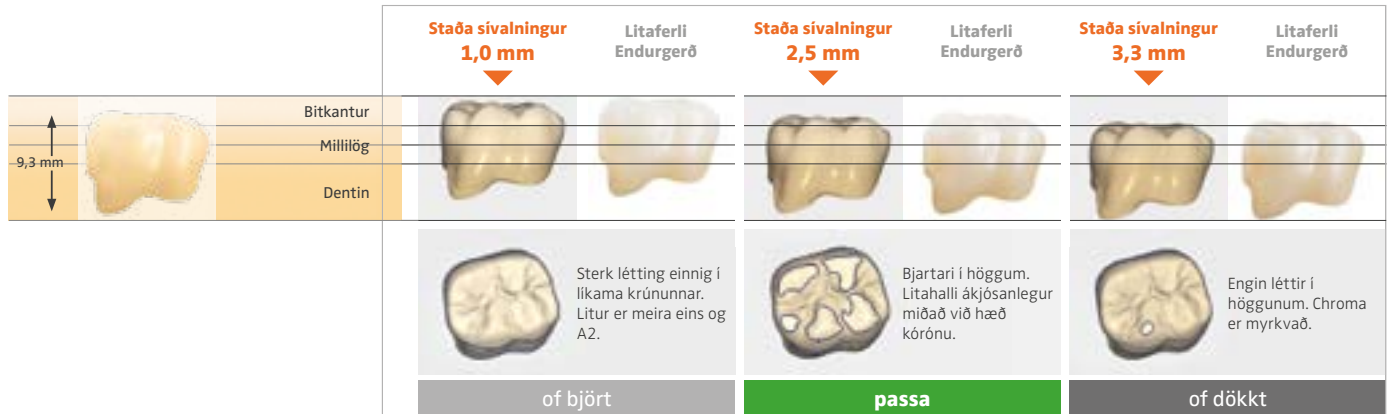 Staða sívalningur
1,0 mm
Litaferli
Endurgerð
Staða sívalningur
2,5 mm
Litaferli
Endurgerð
Staða sívalningur
3,3 mm
Litaferli
Endurgerð
Bitkantur
Millilög
Dentin
9,3 mm
Sterk létting einnig í
líkama krúnunnar.
Litur er meira eins og
A2.
Bjartari í höggum.
Litahalli ákjósanlegur
miðað við hæð
kórónu.
Engin léttir í
höggunum. Chroma
er myrkvað.
of björt
passa
of dökkt